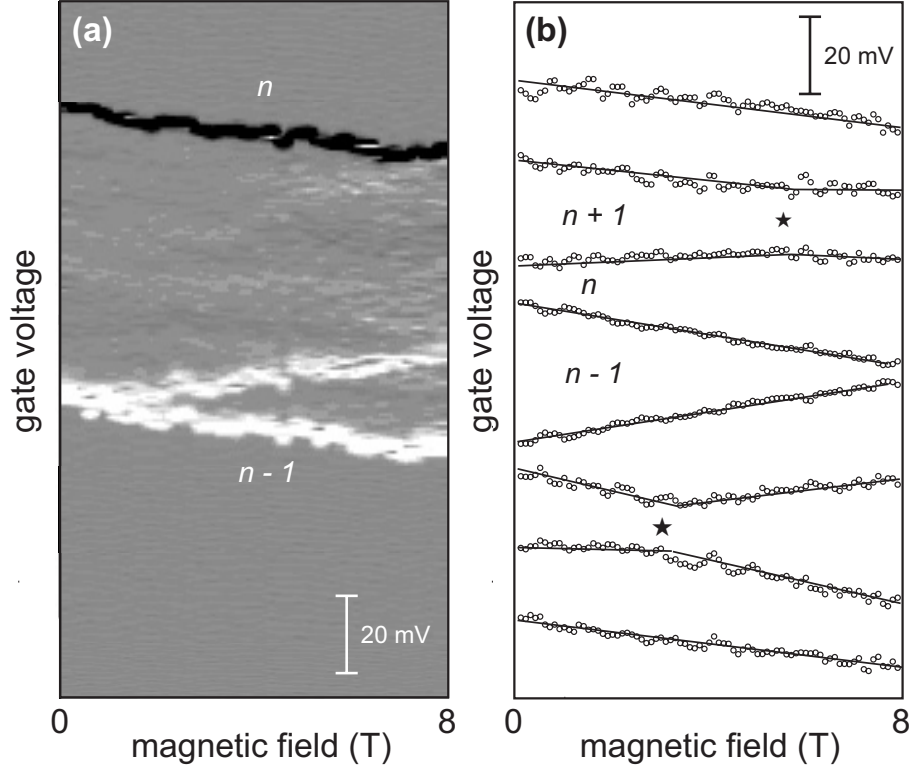 (a)
n
n - 1
20 mV
gate voltage
0
8
magnetic field (T)
(b)
20 mV
n + 1
n
n - 1
gate voltage
0
8
magnetic field (T)